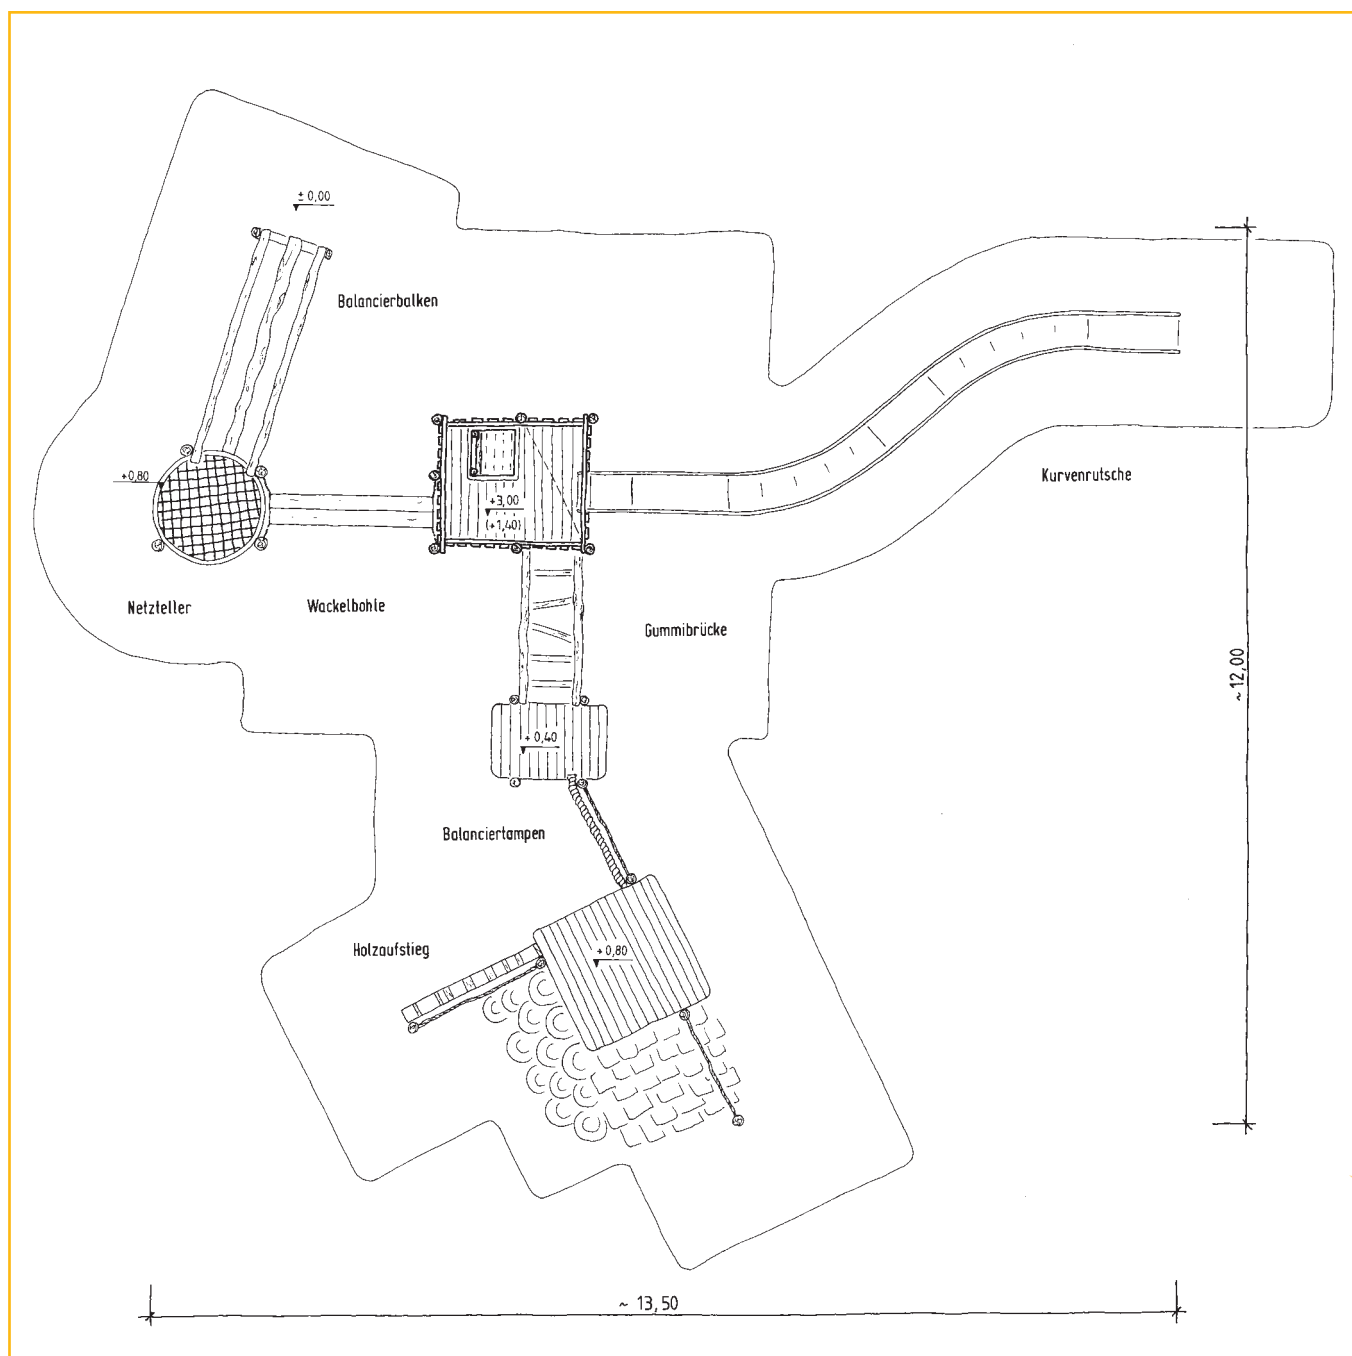 ± 0,00
Balancierbalken
+0,80
Kurvenrutsche
+3,00
(+1,40)
Netzteller
Wackelbohle
Gummibrücke
~12,00
+ 0,40
Balanciertampen
Holzaufstieg
+0,80
~ 13,50